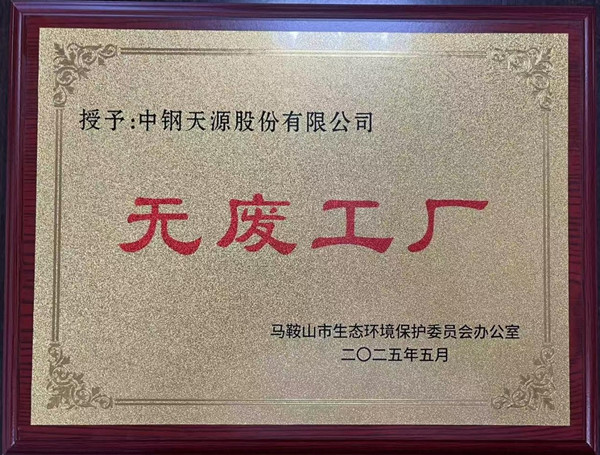 授予:中钢天源股份有限公司
无废工厂
马鞍山市生态环境保护委员会办公室
二〇二五年五月